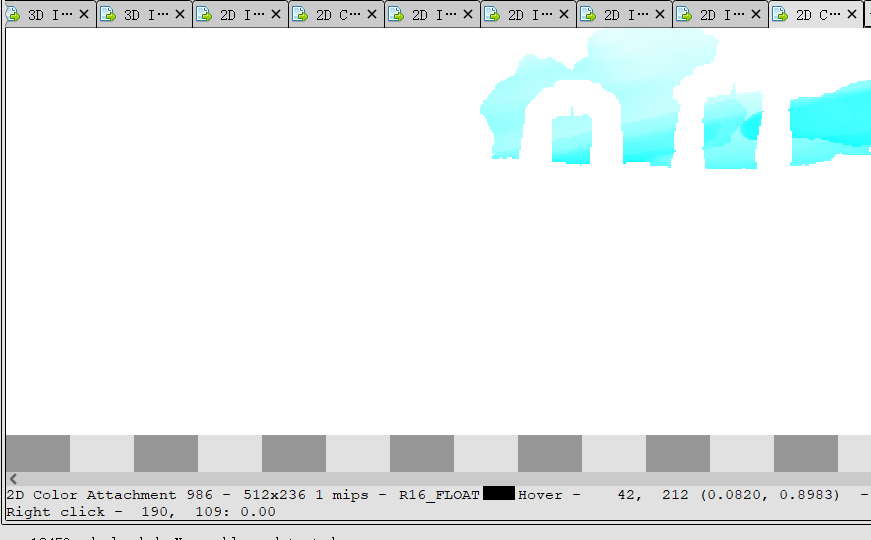 3D I··· × 3D I··· × 2D I··· × 2D C··· × 2D I··· × 2D I··· × 2D I··· × 2D I··· × 2D C··· ×
2D Color Attachment 986 - 512x236 1 mips - R16_FLOAT Hover - 42, 212 (0.0820, 0.8983) -
Right click - 190, 109: 0.00